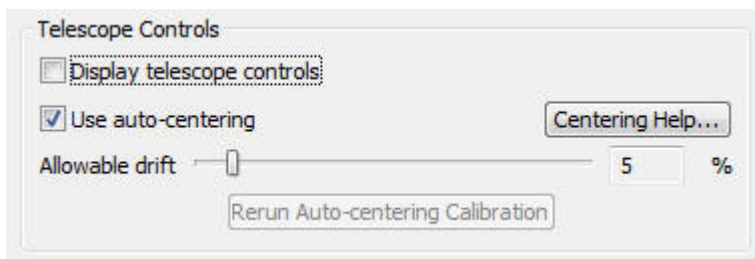 Telescope Controls
Display telescope controls
Use auto-centering Centering Help...
Allowable drift 5 %
Rerun Auto-centering Calibration